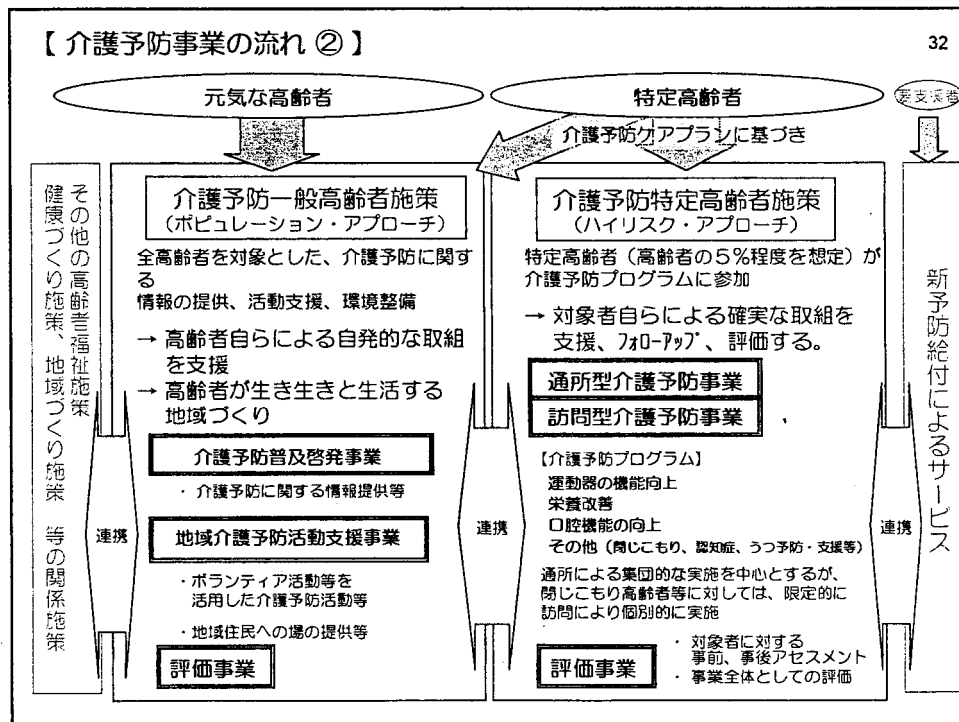 【 介護予防事業の流れ ② 】
32
元気な高齢者
特定高齢者
要支援者
介護予防ケアプランに基づき
その他の高齢者福祉施策
健康づくり施策、地域づくり施策 等の関係施策
連携
介護予防一般高齢者施策
（ポピュレーション・アプローチ）
全高齢者を対象とした、介護予防に関す
る
情報の提供、活動支援、環境整備
→ 高齢者自らによる自発的な取組
を支援
→ 高齢者が生き生きと生活する
地域づくり
介護予防普及啓発事業
・ 介護予防に関する情報提供等
地域介護予防活動支援事業
・ボランティア活動等を
活用した介護予防活動等
・地域住民への場の提供等
評価事業
連携
介護予防特定高齢者施策
（ハイリスク・アプローチ）
特定高齢者（高齢者の５％程度を想定）が
介護予防プログラムに参加
→ 対象者自らによる確実な取組を
支援、ﾌｫﾛｰｱｯﾌﾟ、評価する。
通所型介護予防事業
訪問型介護予防事業
【介護予防プログラム】
運動器の機能向上
栄養改善
口腔機能の向上
その他（閉じこもり、認知症、うつ予防・支援等）
通所による集団的な実施を中心とするが、
閉じこもり高齢者等に対しては、限定的に
訪問により個別的に実施
評価事業
・ 対象者に対する
事前、事後アセスメント
・ 事業全体としての評価
連携
新予防給付によるサービス